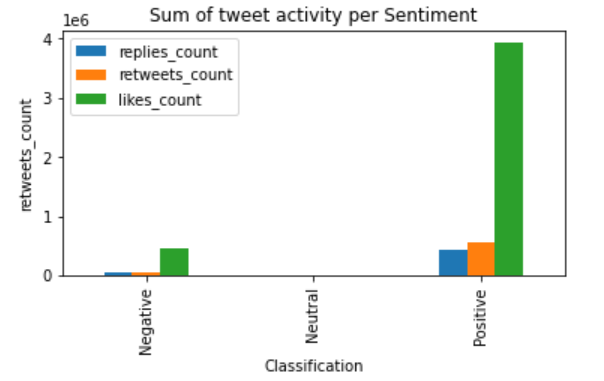 Sum of tweet activity per Sentiment
1e6
4
3
2
1
0
retweets_count
replies_count
retweets_count
likes_count
Negative
Neutral
Positive
Classification